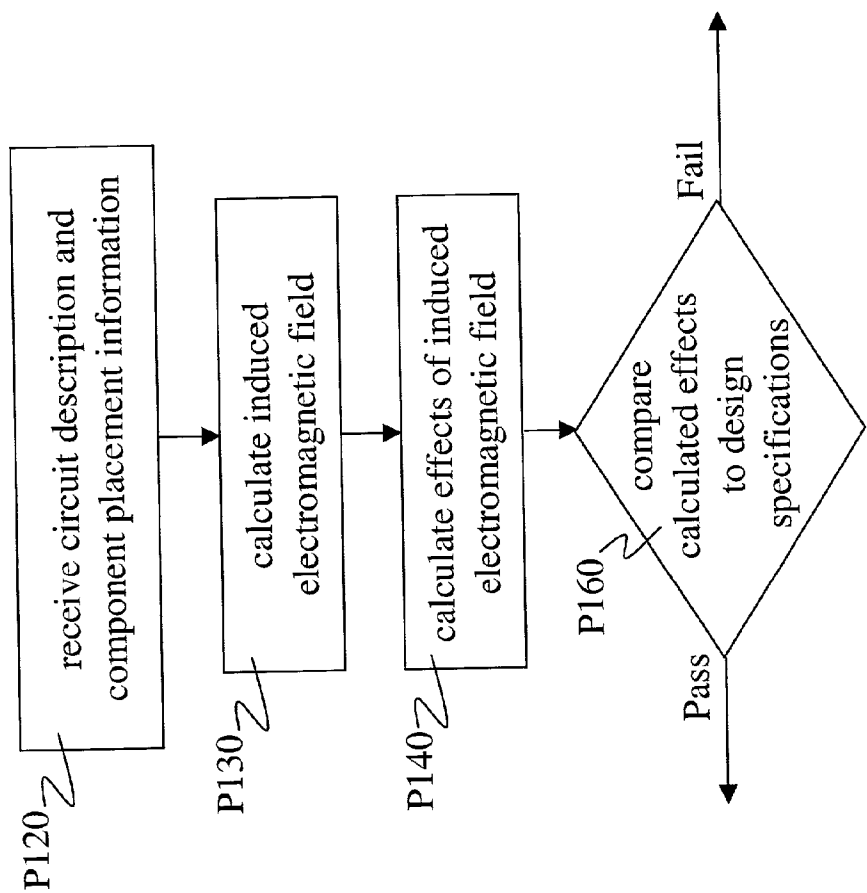 P120
receive circuit description and
component placement information
P130
calculate induced
electromagnetic field
P140
calculate effects of induced
electromagnetic field
P160
compare
calculated effects
to design
specifications
Pass
Fail